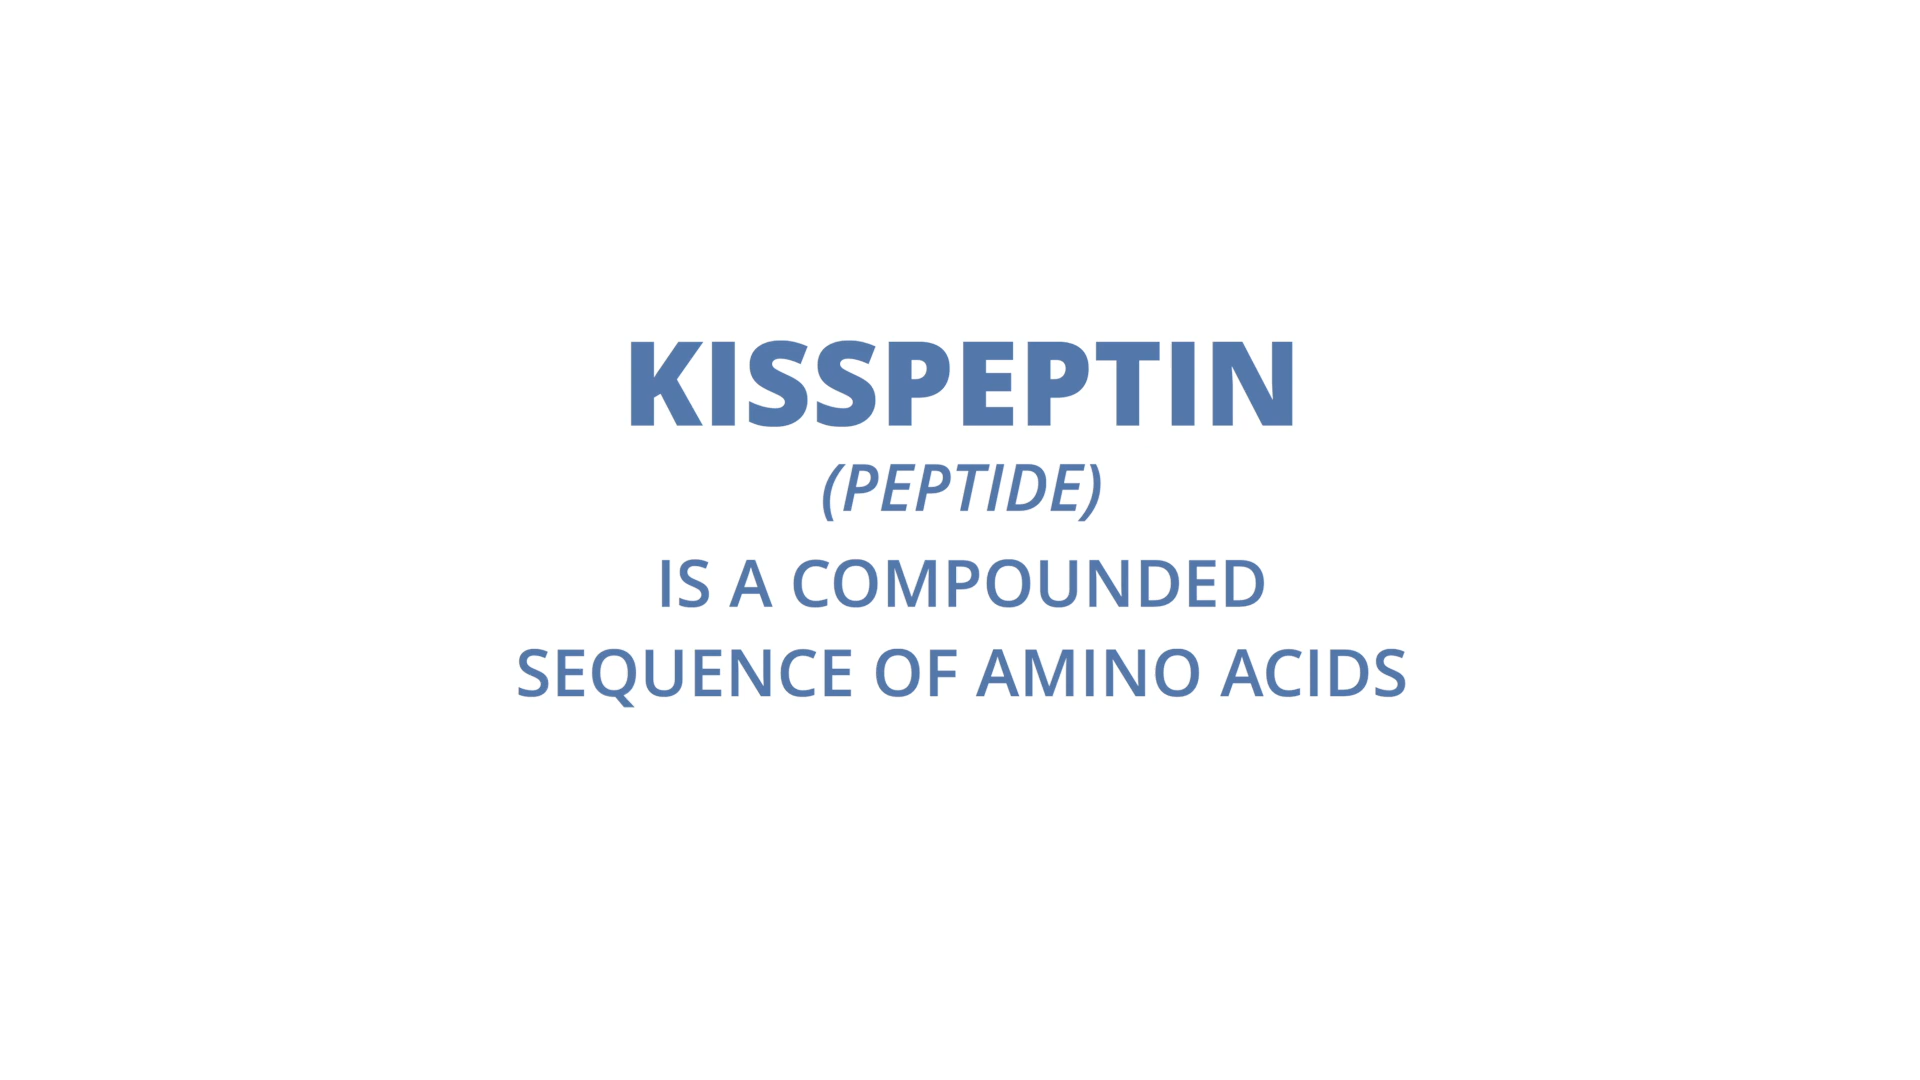 KISSPEPTIN
(PEPTIDE)
IS A COMPOUNDED
SEQUENCE OF AMINO ACIDS